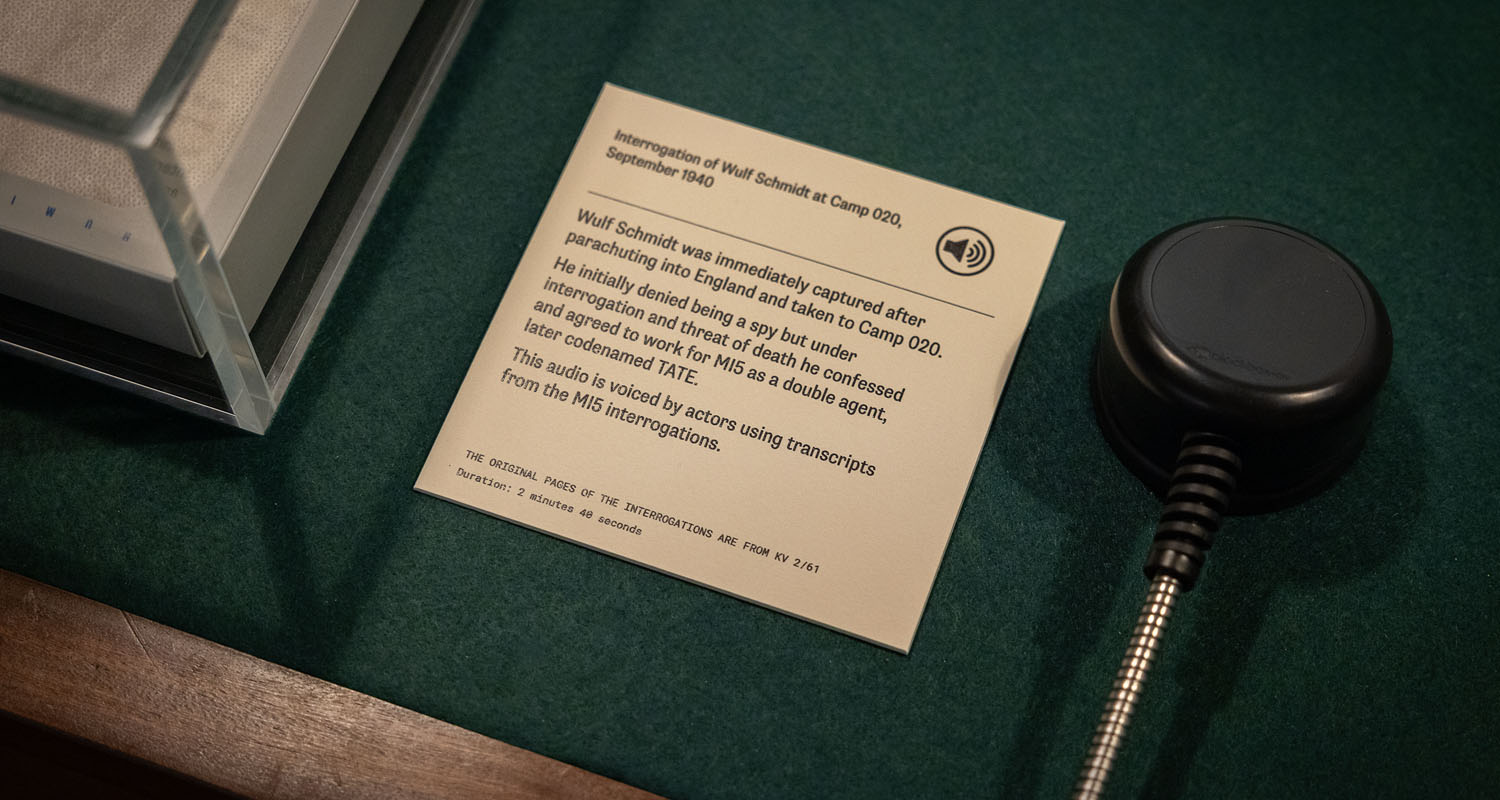 Interrogation of Wulf Schmidt at Camp 020,
September 1940
Wulf Schmidt was immediately captured after
parachuting into England and taken to Camp 020.
He initially denied being a spy but under
interrogation and threat of death he confessed
and agreed to work for MI5 as a double agent,
later codenamed TATE.
This audio is voiced by actors using transcripts
from the MI5 interrogations.
THE ORIGINAL PAGES OF THE INTERROGATIONS ARE FROM KV 2/61
Duration: 2 minutes 40 seconds